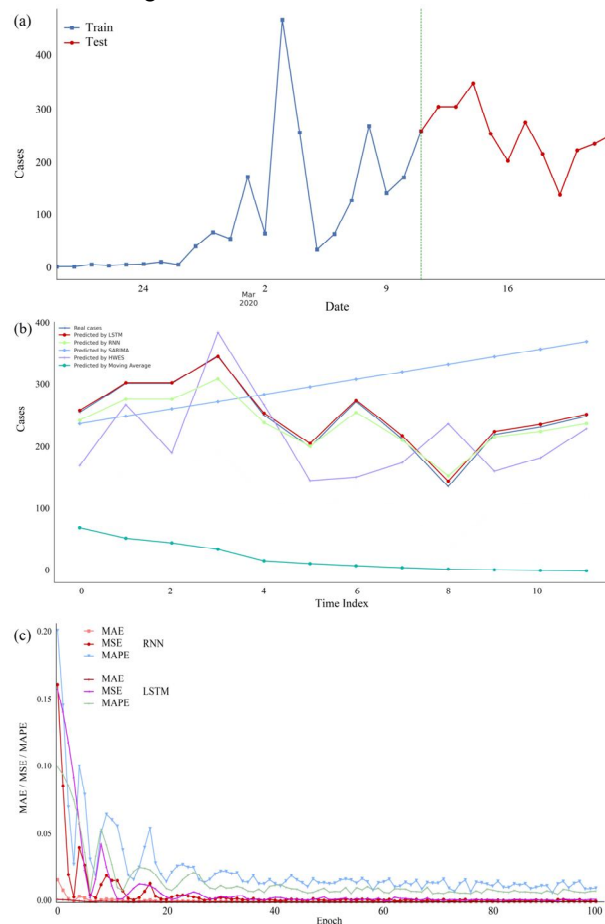 (a)
Train
Test
400
300
200
100
0
Cases
24
2
9
16
Mar
2020
Date
(b)
400
Real cases
Predicted by LSTM
Predicted by RNN
Predicted by SARIMA
Predicted by HWES
Predicted by Moving Average
300
200
100
0
Cases
0 2 4 6 8 10
Time Index
(c)
0.20
MAE
MSE RNN
MAPE
MAE
MSE LSTM
MAPE
0.15
0.10
0.05
0.00
MAE / MSE / MAPE
0 20 40 60 80 100
Epoch